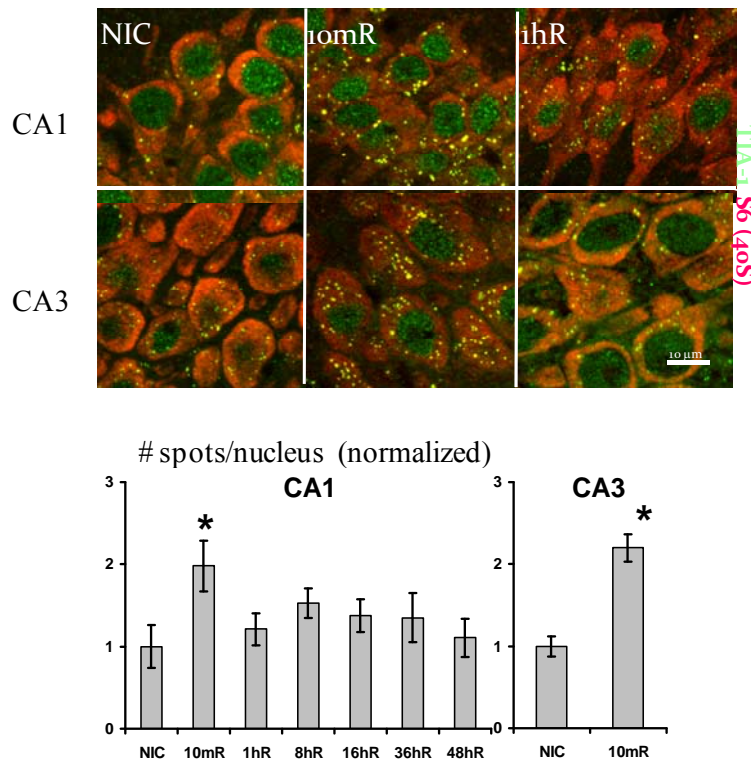 NIC 10mR 1hR
CA1
TIA-1, S6 (40S)
CA3
10 µm
# spots/nucleus (normalized)
CA1 CA3
3 3
* *
2 2
1 1
0 0
NIC 10mR 1hR 8hR 16hR 36hR 48hR NIC 10mR